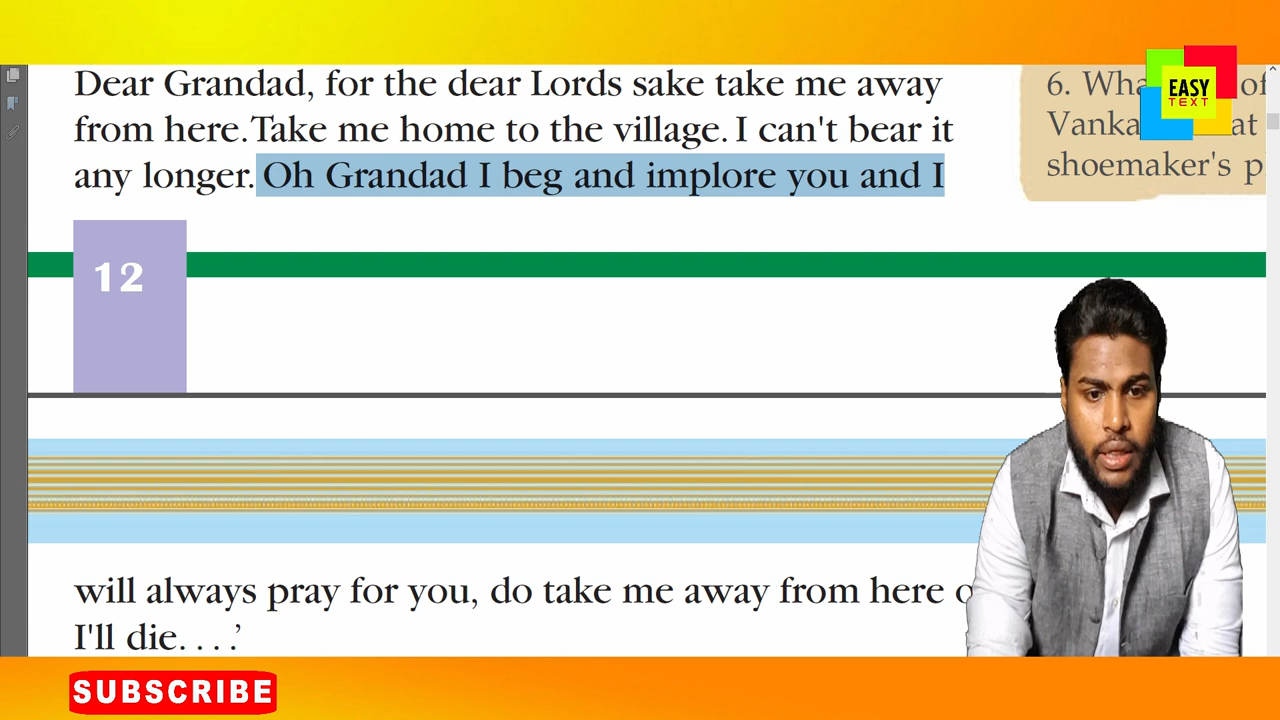 Dear Grandad, for the dear Lords sake take me away
from here. Take me home to the village. I can't bear it
any longer. Oh Grandad I beg and implore you and I
12
will always pray for you, do take me away from here
I'll die. . . .’
6. of
Vanka at
shoemaker's
EASY
TEXT
SUBSCRIBE